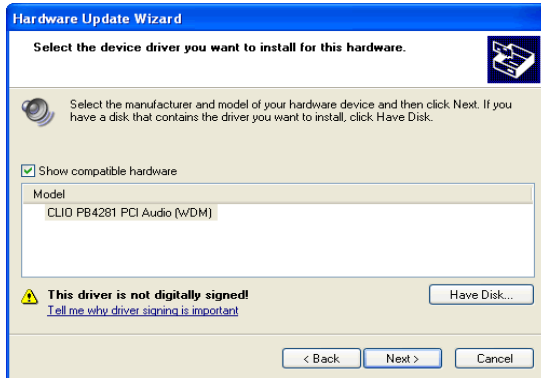 Hardware Update Wizard
Select the device driver you want to install for this hardware.
Select the manufacturer and model of your hardware device and then click Next. If you
have a disk that contains the driver you want to install, click Have Disk.
Show compatible hardware
Model
CLIO PB4281 PCI Audio (WDM)
This driver is not digitally signed!
Have Disk...
Tell me why driver signing is important
< Back
Next >
Cancel